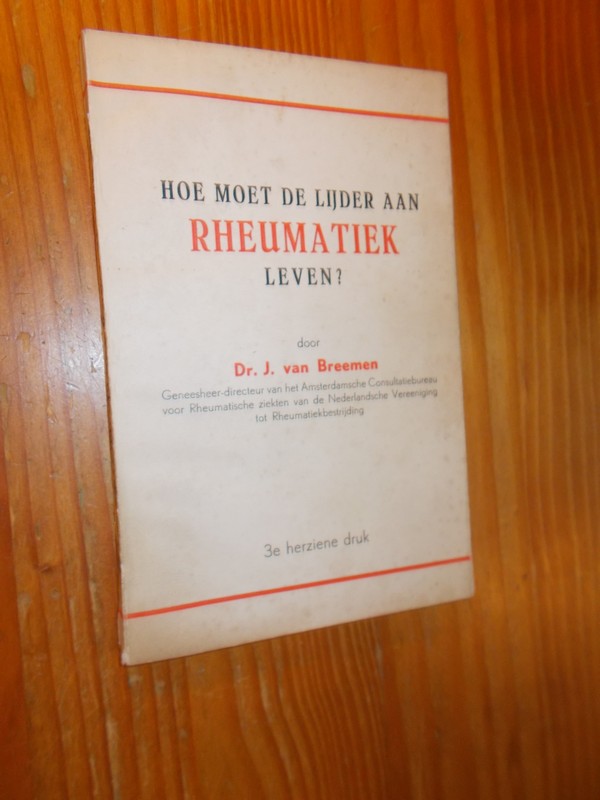 HOE MOET DE LIJDER AAN
RHEUMATIEK
LEVEN?
door
Dr. J. van Breemen
Geneesheer-directeur van het Amsterdamsche Consultatiebureau
voor Rheumatische ziekten van de Nederlandsche Vereeniging
tot Rheumatiekbestrijding
3e herziene druk